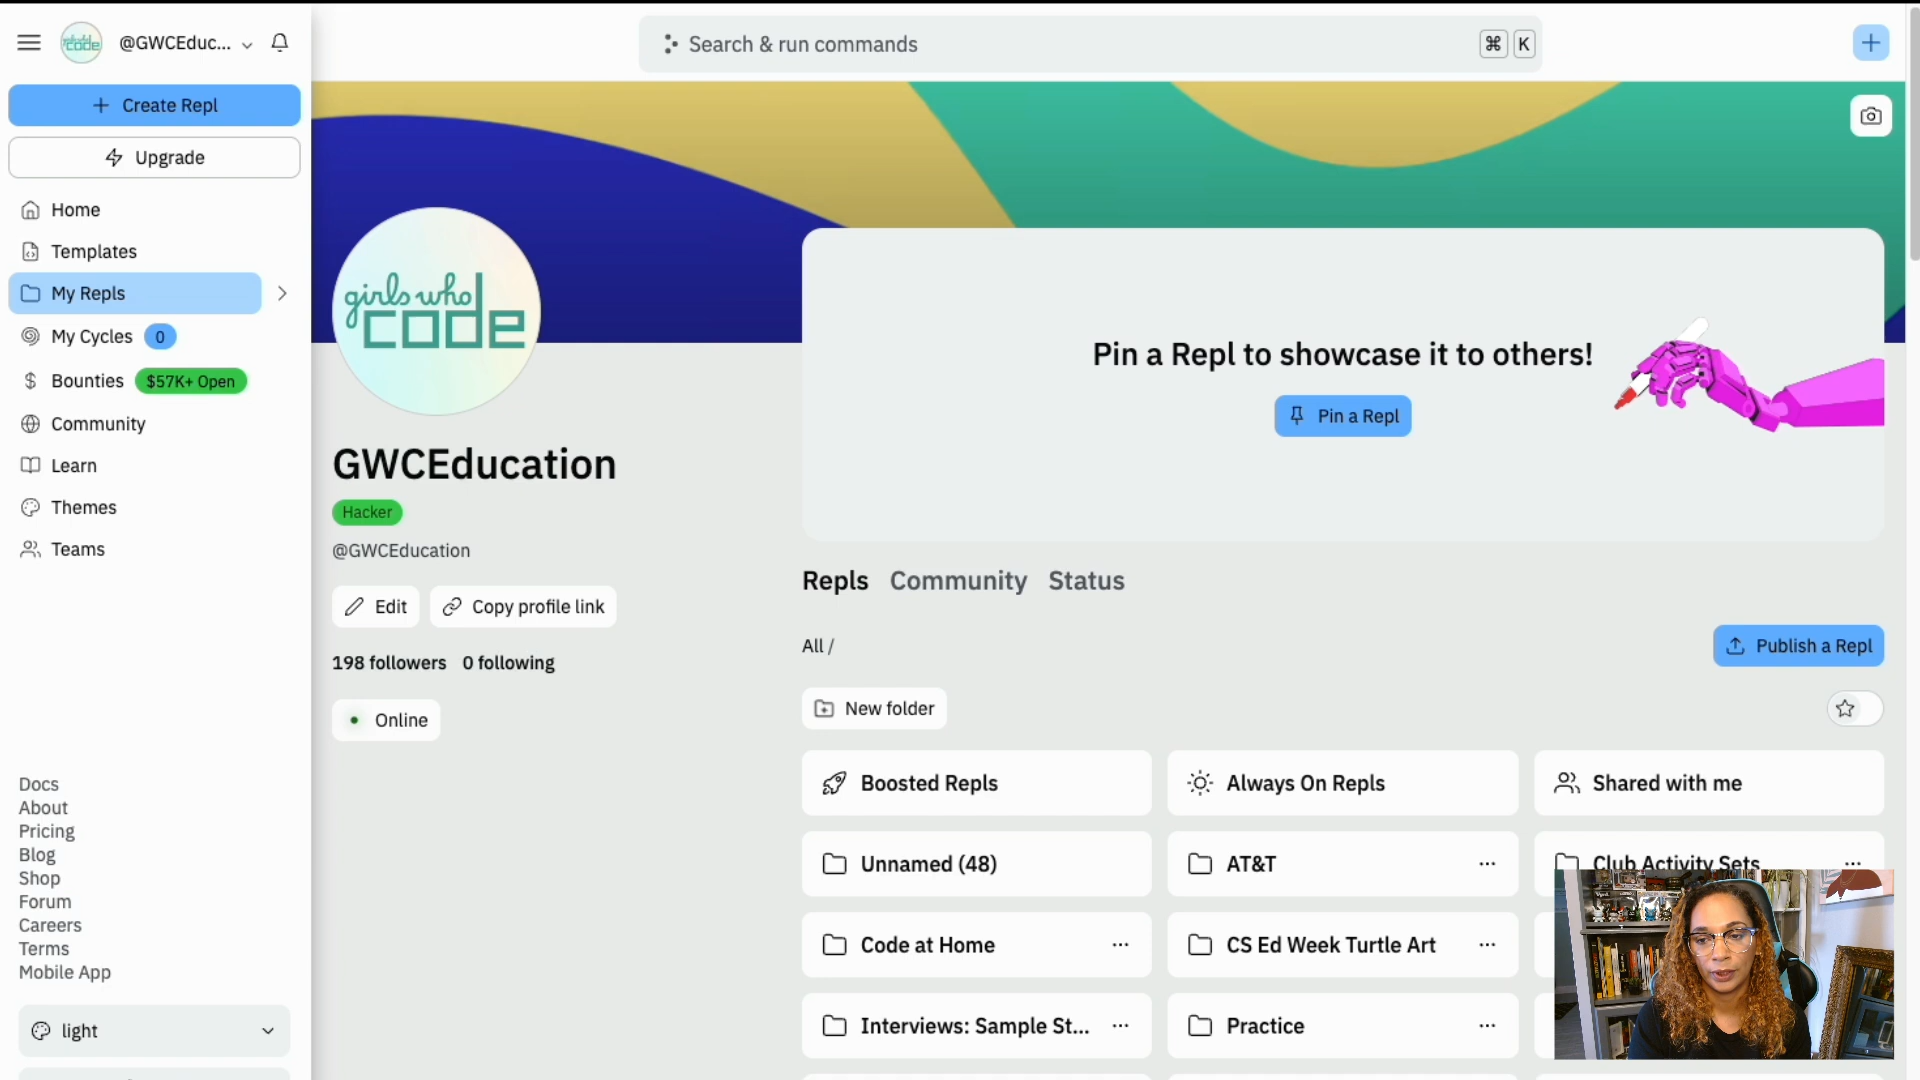 @GWCEduc...
Search & run commands
⌘ K
+ Create Repl
Upgrade
Home
Templates
My Repls
My Cycles 0
Bounties $57K+ Open
Community
Learn
Themes
Teams
Docs
About
Pricing
Blog
Shop
Forum
Careers
Terms
Mobile App
light
girls who
code
GWCEducation
Hacker
@GWCEducation
Edit
Copy profile link
198 followers 0 following
Online
Pin a Repl to showcase it to others!
Pin a Repl
Repls Community Status
All /
Publish a Repl
New folder
Boosted Repls
Always On Repls
Shared with me
Unnamed (48)
AT&T ...
Club Activity Sets ...
Code at Home ...
CS Ed Week Turtle Art ...
Interviews: Sample St... ...
Practice ...